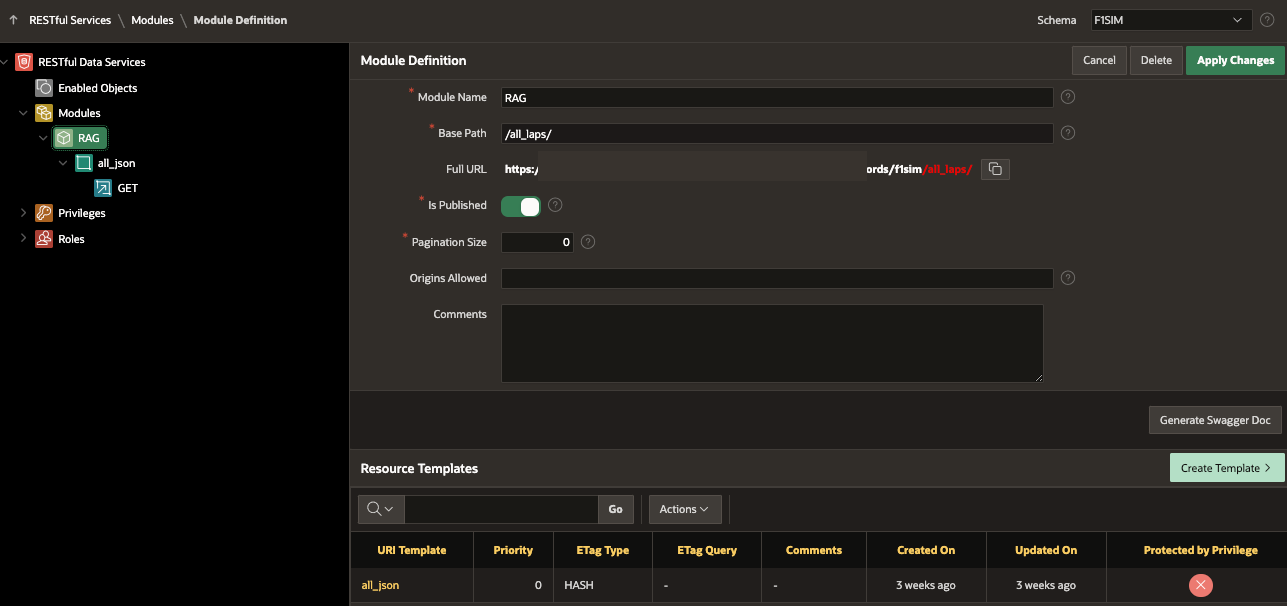 RESTful Services \ Modules \ Module Definition
Schema F1SIM
RESTful Data Services
Enabled Objects
Modules
RAG
all_json
GET
Privileges
Roles
Module Definition
Cancel Delete Apply Changes
* Module Name RAG
* Base Path /all_laps/
Full URL https:/ ords/f1sim/all_laps/
* Is Published
* Pagination Size 0
Origins Allowed
Comments
Generate Swagger Doc
Resource Templates
Create Template >
Go Actions
URI Template Priority ETag Type ETag Query Comments Created On Updated On Protected by Privilege
all_json 0 HASH - - 3 weeks ago 3 weeks ago